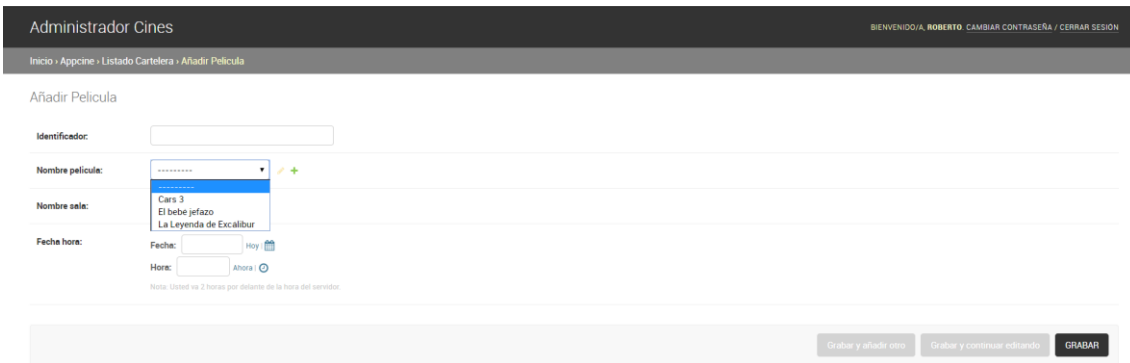 Administrador Cines
BIENVENIDO/A, ROBERTO. CAMBIAR CONTRASEÑA / CERRAR SESIÓN
Inicio › Appcine › Listado Cartelera › Añadir Pelicula
Añadir Pelicula
Identificador:
Nombre pelicula:
---------
---------
Cars 3
El bebé jefazo
La Leyenda de Excálibur
Nombre sala:
Fecha hora:
Fecha: Hoy |
Hora: Ahora |
Nota: Usted va 2 horas por delante de la hora del servidor.
Grabar y añadir otro Grabar y continuar editando GRABAR